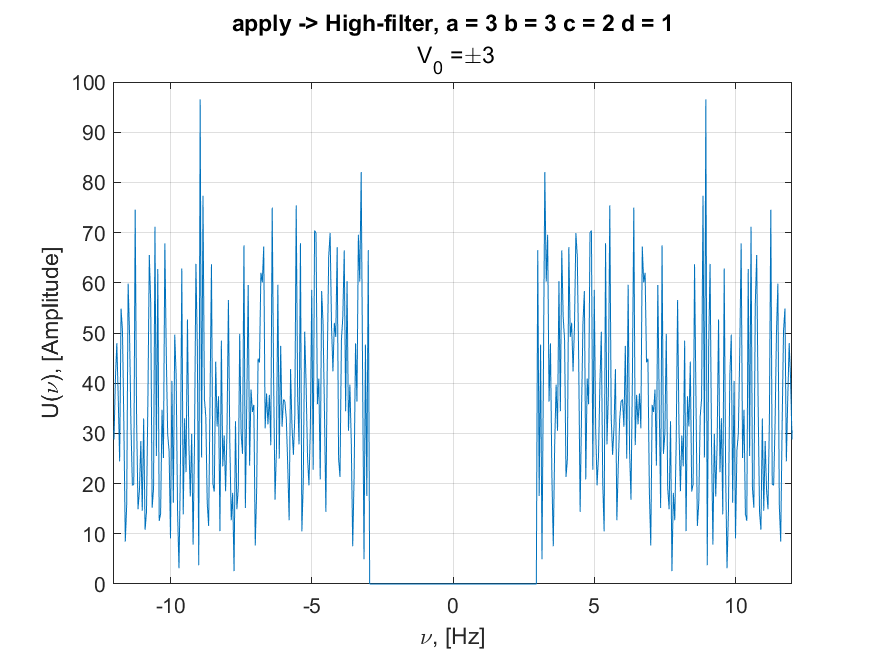 apply -> High-filter, a = 3 b = 3 c = 2 d = 1
V₀ =±3
100
90
80
70
60
50
40
30
20
10
0
U(ν), [Amplitude]
-10 -5 0 5 10
ν, [Hz]